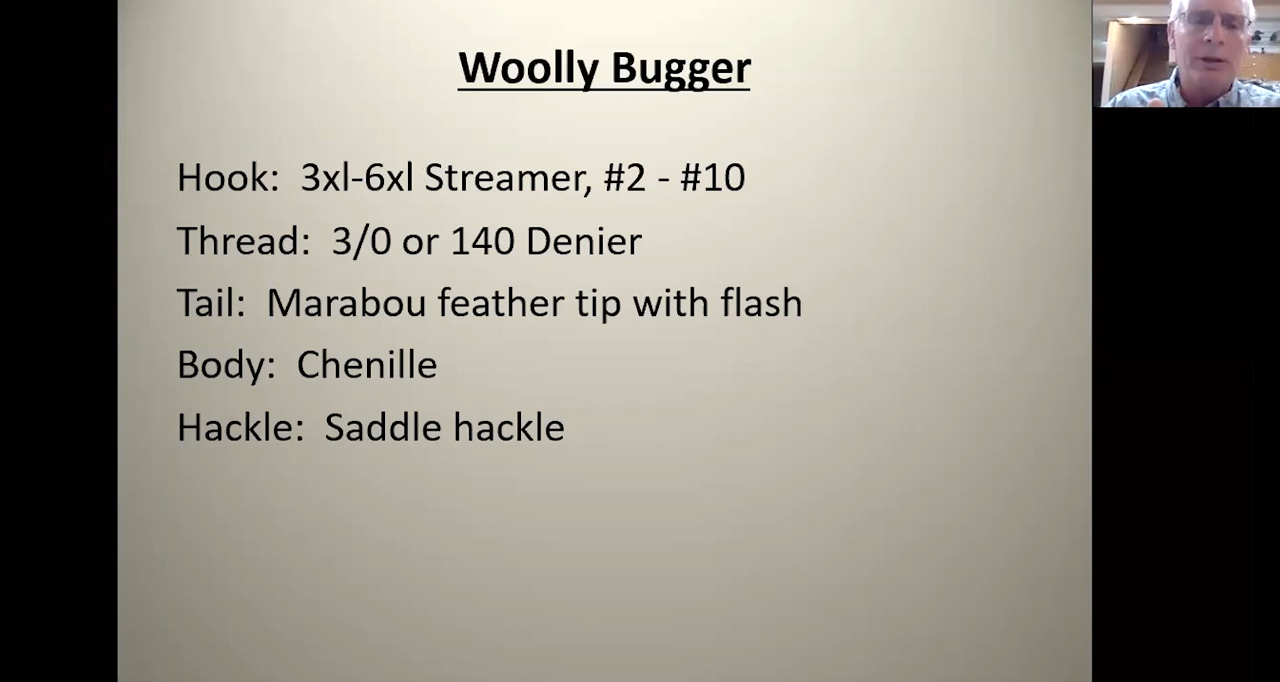 Woolly Bugger
Hook:  3xl-6xl Streamer, #2 - #10
Thread:  3/0 or 140 Denier
Tail:  Marabou feather tip with flash
Body:  Chenille
Hackle:  Saddle hackle